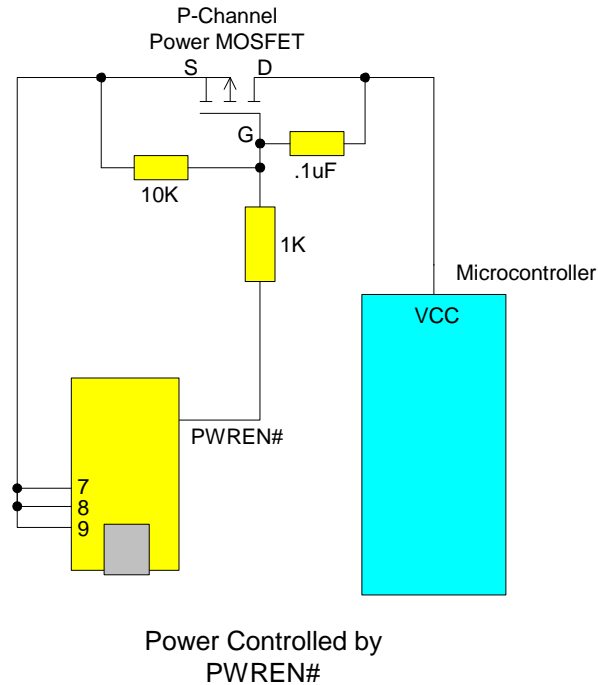 P-Channel
Power MOSFET
S D
G
.1uF
10K
1K
Microcontroller
VCC
PWREN#
7
8
9
Power Controlled by
PWREN#